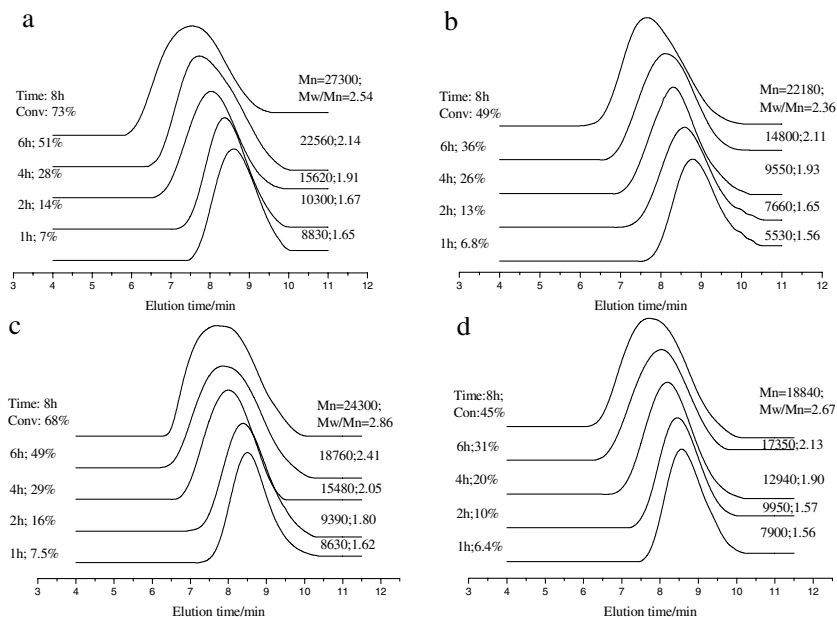 a
Time: 8h
Conv: 73%
6h; 51%
4h; 28%
2h; 14%
1h; 7%
Mn=27300;
Mw/Mn=2.54
22560;2.14
15620;1.91
10300;1.67
8830;1.65
3 4 5 6 7 8 9 10 11 12
Elution time/min
b
Time: 8h
Conv: 49%
6h; 36%
4h; 26%
2h; 13%
1h; 6.8%
Mn=22180;
Mw/Mn=2.36
14800;2.11
9550;1.93
7660;1.65
5530;1.56
3 4 5 6 7 8 9 10 11 12
Elution time/min
c
Time: 8h
Conv: 68%
6h; 49%
4h; 29%
2h; 16%
1h; 7.5%
Mn=24300;
Mw/Mn=2.86
18760;2.41
15480;2.05
9390;1.80
8630;1.62
3 4 5 6 7 8 9 10 11 12
Elution time/min
d
Time:8h;
Con:45%
6h;31%
4h;20%
2h;10%
1h;6.4%
Mn=18840;
Mw/Mn=2.67
17350;2.13
12940;1.90
9950;1.57
7900;1.56
3 4 5 6 7 8 9 10 11 12
Elution time/min